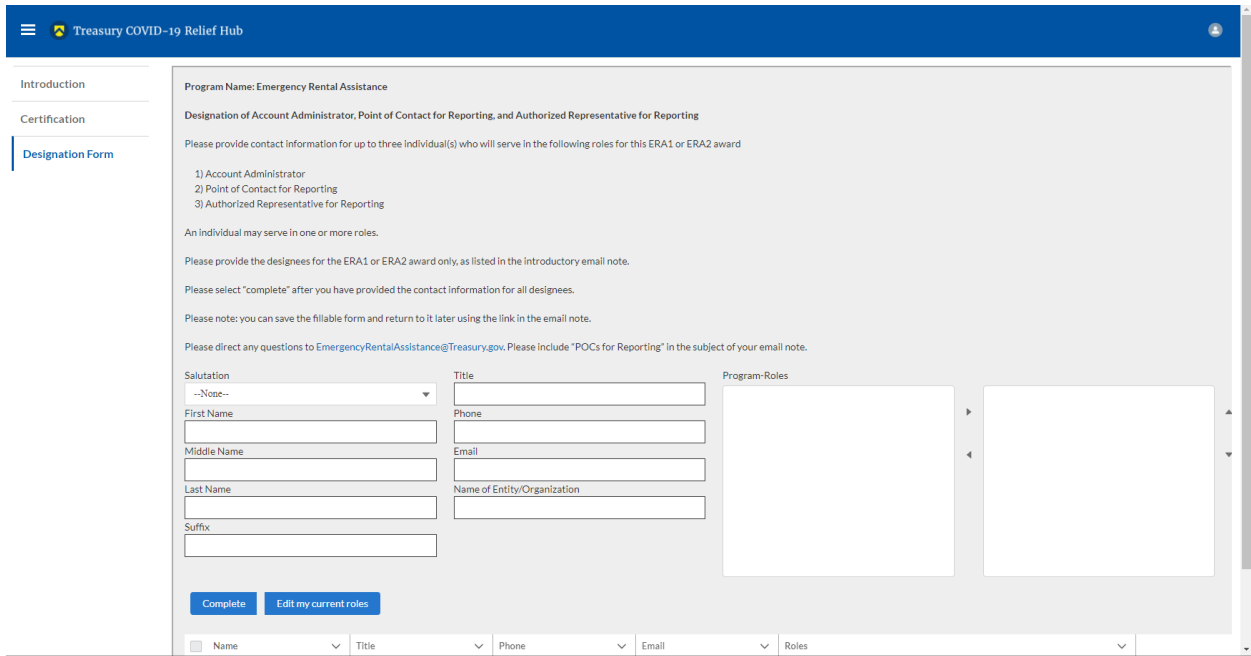 Treasury COVID-19 Relief Hub
Introduction
Certification
Designation Form
Program Name: Emergency Rental Assistance
Designation of Account Administrator, Point of Contact for Reporting, and Authorized Representative for Reporting
Please provide contact information for up to three individual(s) who will serve in the following roles for this ERA1 or ERA2 award
1) Account Administrator
2) Point of Contact for Reporting
3) Authorized Representative for Reporting
An individual may serve in one or more roles.
Please provide the designees for the ERA1 or ERA2 award only, as listed in the introductory email note.
Please select "complete" after you have provided the contact information for all designees.
Please note: you can save the fillable form and return to it later using the link in the email note.
Please direct any questions to EmergencyRentalAssistance@Treasury.gov. Please include "POCs for Reporting" in the subject of your email note.
Salutation
--None--
First Name
Middle Name
Last Name
Suffix
Title
Phone
Email
Name of Entity/Organization
Program-Roles
Complete
Edit my current roles
Name Title Phone Email Roles